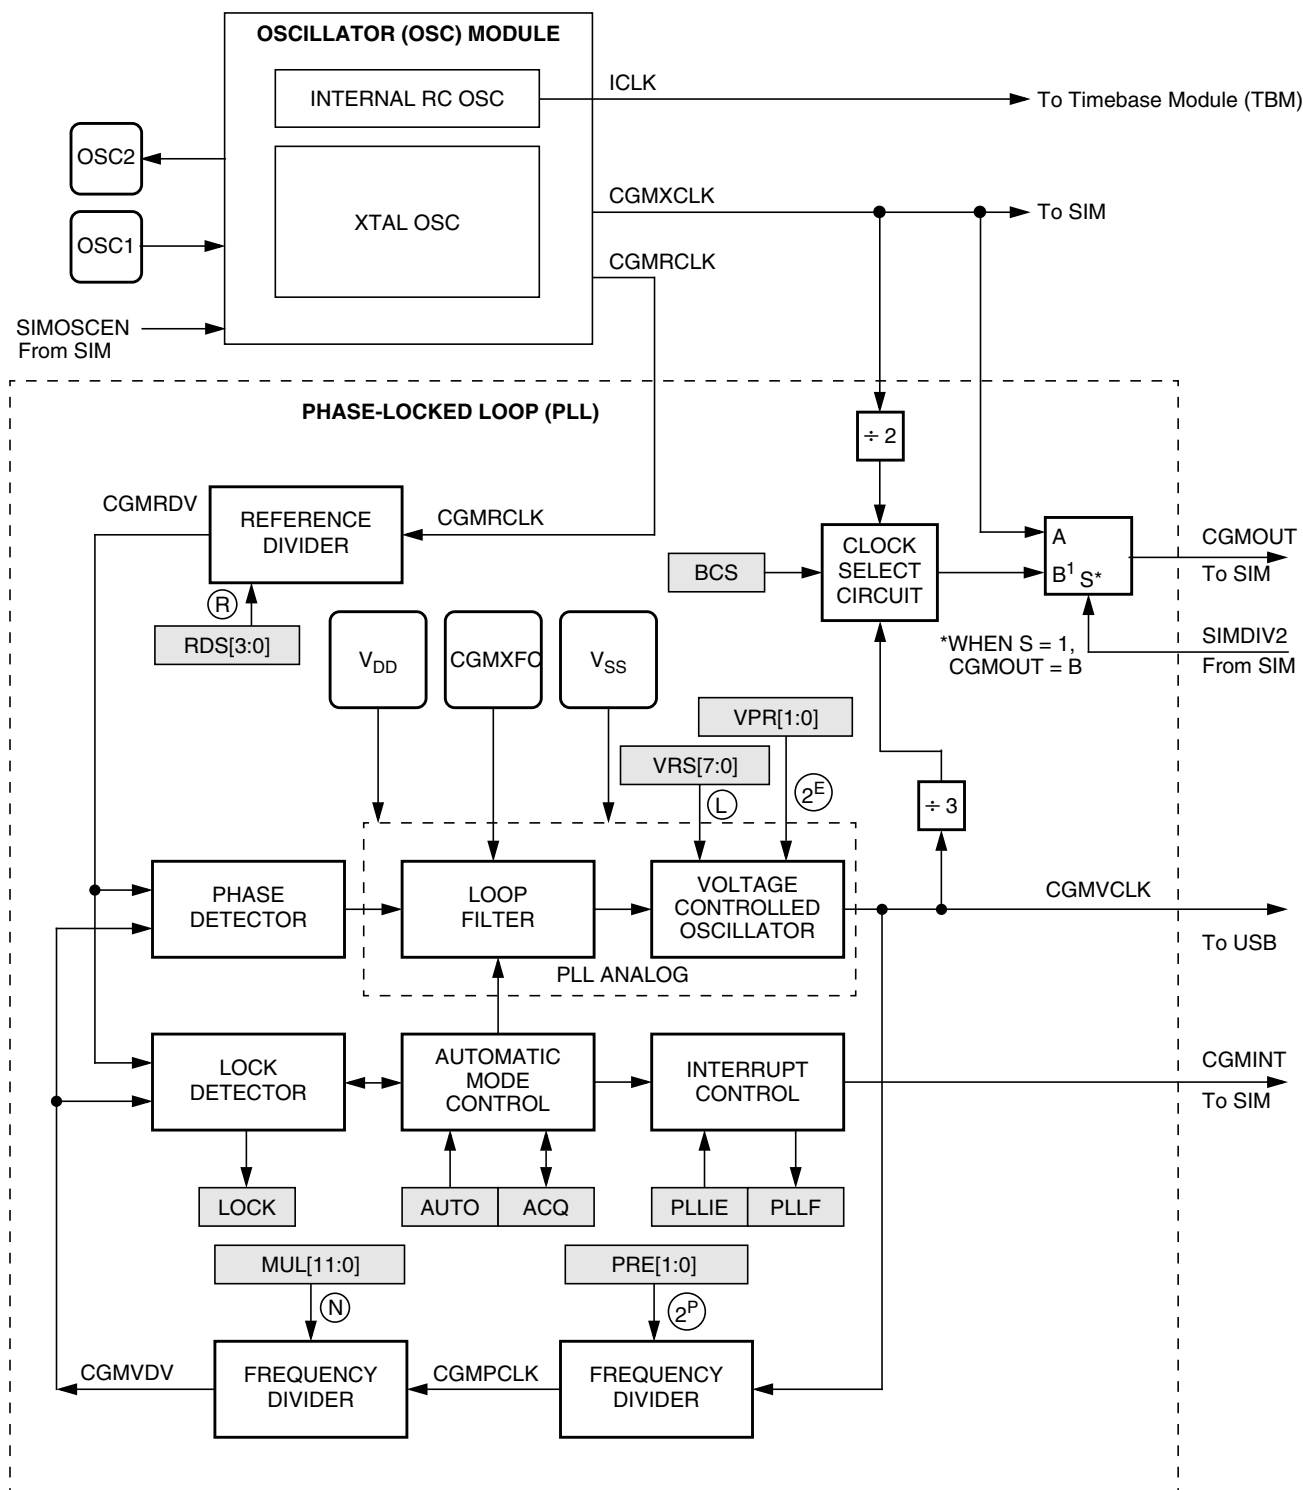 OSCILLATOR (OSC) MODULE
INTERNAL RC OSC
ICLK
To Timebase Module (TBM)
OSC2
XTAL OSC
CGMXCLK
To SIM
OSC1
CGMRCLK
SIMOSCEN
From SIM
PHASE-LOCKED LOOP (PLL)
÷ 2
CGMRDV
REFERENCE
DIVIDER
CGMRCLK
CLOCK
SELECT
CIRCUIT
BCS
A
B¹ S*
CGMOUT
To SIM
R
RDS[3:0]
*WHEN S = 1,
CGMOUT = B
SIMDIV2
From SIM
VDD
CGMXFC
VSS
VPR[1:0]
VRS[7:0]
L
2^E
÷ 3
PHASE
DETECTOR
LOOP
FILTER
VOLTAGE
CONTROLLED
OSCILLATOR
CGMVCLK
To USB
PLL ANALOG
LOCK
DETECTOR
AUTOMATIC
MODE
CONTROL
INTERRUPT
CONTROL
CGMINT
To SIM
LOCK
AUTO
ACQ
PLLIE
PLLF
MUL[11:0]
PRE[1:0]
N
2^P
CGMVDV
FREQUENCY
DIVIDER
CGMPCLK
FREQUENCY
DIVIDER